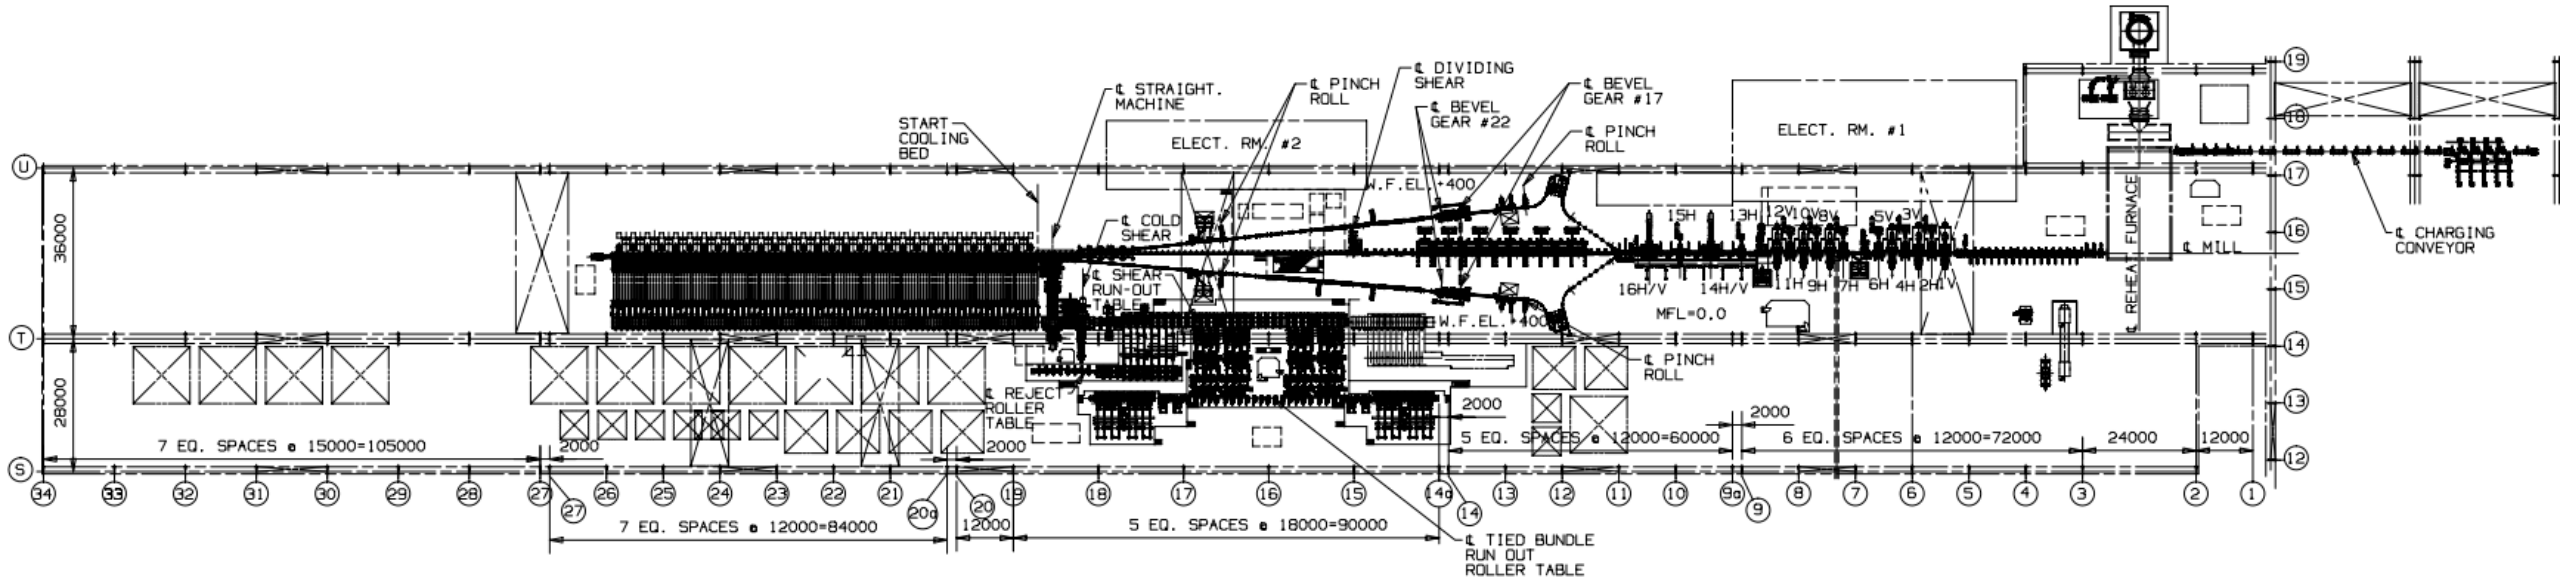 19
℄ STRAIGHT.
MACHINE
℄ PINCH
ROLL
℄ DIVIDING
SHEAR
℄ BEVEL
GEAR #17
℄ BEVEL
GEAR #22
℄ PINCH
ROLL
START
COOLING
BED
ELECT. RM. #2
ELECT. RM. #1
18
U
17
W.F.EL.+400
36000
℄ COLD
SHEAR
15H
13H
12V
10V
8V
5V
3V
16
℄ CHARGING
CONVEYOR
℄ MILL
℄ REHEAT FURNACE
℄ SHEAR
RUN-OUT
TABLE
16H/V
14H/V
11H
9H
7H
6H
4H
2H
1V
15
MFL=0.0
W.F.EL.+400
T
14
℄ PINCH
ROLL
28000
℄ REJECT
ROLLER
TABLE
13
2000
2000
7 EQ. SPACES @ 15000=105000
2000
2000
5 EQ. SPACES @ 12000=60000
6 EQ. SPACES @ 12000=72000
24000
12000
S
12
34
33
32
31
30
29
28
27
26
25
24
23
22
21
19
18
17
16
15
14a
13
12
11
10
9a
8
7
6
5
4
3
2
1
27
20a
20
14
9
7 EQ. SPACES @ 12000=84000
12000
5 EQ. SPACES @ 18000=90000
℄ TIED BUNDLE
RUN OUT
ROLLER TABLE